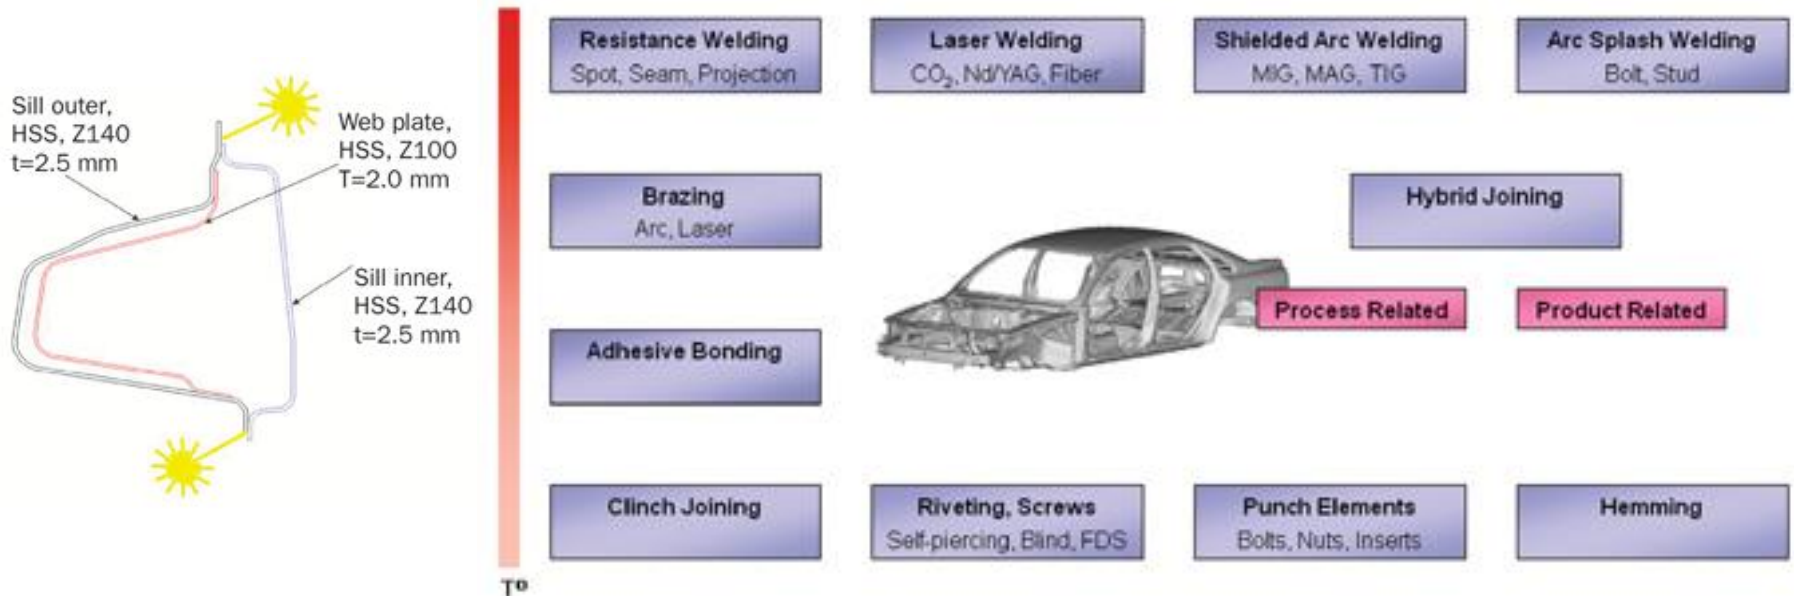 Sill outer,
HSS, Z140
t=2.5 mm
Web plate,
HSS, Z100
T=2.0 mm
Sill inner,
HSS, Z140
t=2.5 mm
Resistance Welding
Spot, Seam, Projection
Laser Welding
CO₂, Nd/YAG, Fiber
Shielded Arc Welding
MIG, MAG, TIG
Arc Splash Welding
Bolt, Stud
Brazing
Arc, Laser
Hybrid Joining
Process Related
Product Related
Adhesive Bonding
Clinch Joining
Riveting, Screws
Self-piercing, Blind, FDS
Punch Elements
Bolts, Nuts, Inserts
Hemming
Tº